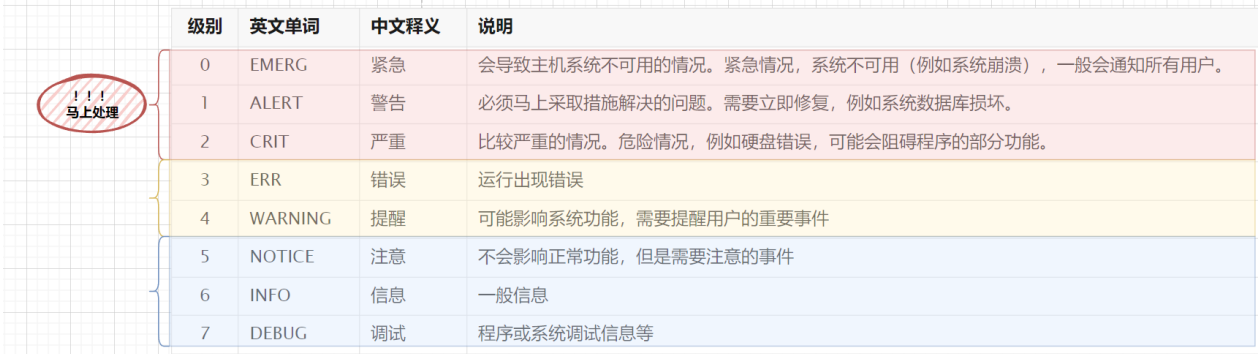 级别 英文单词 中文释义 说明
0 EMERG 紧急 会导致主机系统不可用的情况。紧急情况，系统不可用（例如系统崩溃），一般会通知所有用户。
！！！
1 ALERT 警告 必须马上采取措施解决的问题。需要立即修复，例如系统数据库损坏。
马上处理
2 CRIT 严重 比较严重的情况。危险情况，例如硬盘错误，可能会阻碍程序的部分功能。
3 ERR 错误 运行出现错误
4 WARNING 提醒 可能影响系统功能，需要提醒用户的重要事件
5 NOTICE 注意 不会影响正常功能，但是需要注意的事件
6 INFO 信息 一般信息
7 DEBUG 调试 程序或系统调试信息等